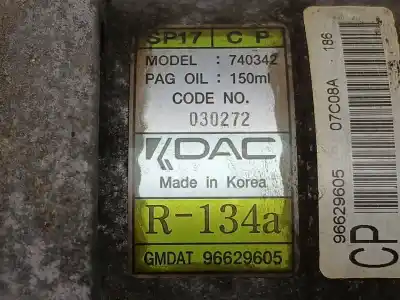 SP17 C P
MODEL : 740342
PAG OIL : 150ml
CODE NO.
030272
DAC
Made in Korea
R-134a
GMDAT 96629605
96629605 07C08A 186
CP